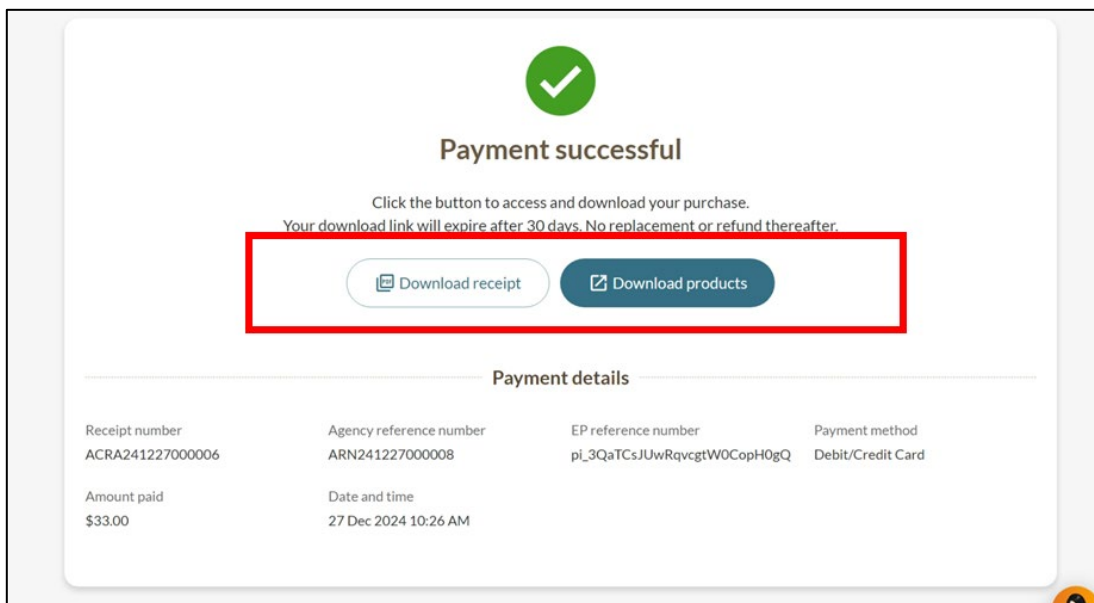 Payment successful
Click the button to access and download your purchase.
Your download link will expire after 30 days. No replacement or refund thereafter.
Download receipt
Download products
Payment details
Receipt number
ACRA241227000006
Agency reference number
ARN241227000008
EP reference number
pi_3QaTCsJUwRqvcgtW0CopH0gQ
Payment method
Debit/Credit Card
Amount paid
$33.00
Date and time
27 Dec 2024 10:26 AM